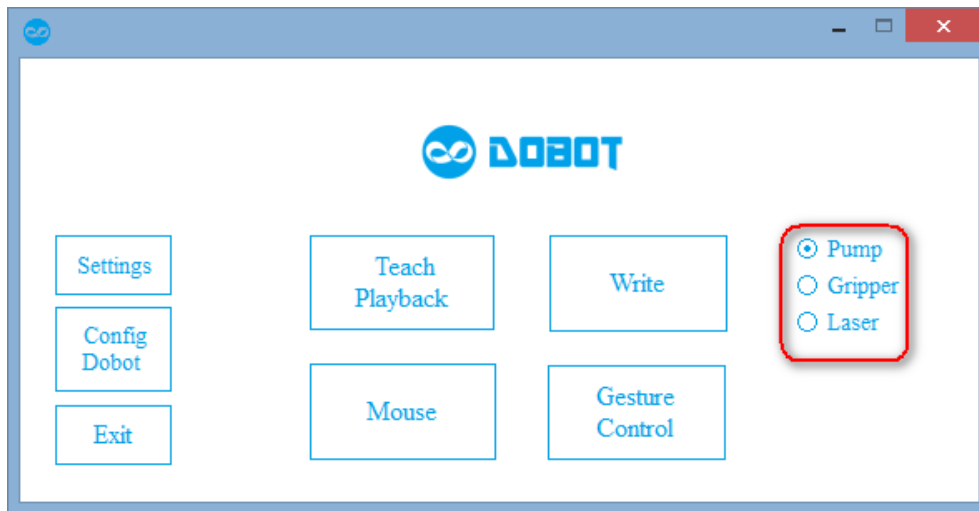 DOBOT
Settings
Config
Dobot
Exit
Teach
Playback
Write
Mouse
Gesture
Control
Pump
Gripper
Laser